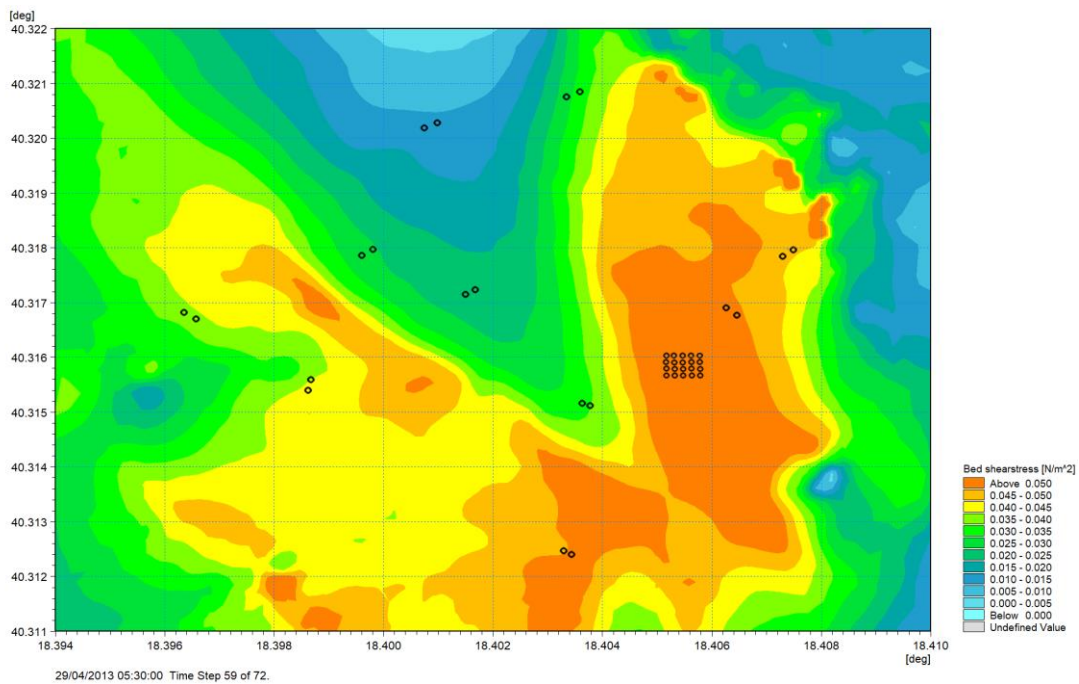 [deg]
40.322
40.321
40.320
40.319
40.318
40.317
40.316
40.315
40.314
40.313
40.312
40.311
18.394 18.396 18.398 18.400 18.402 18.404 18.406 18.408 18.410
[deg]
29/04/2013 05:30:00 Time Step 59 of 72.
Bed shearstress [N/m^2]
Above 0.050
0.045 - 0.050
0.040 - 0.045
0.035 - 0.040
0.030 - 0.035
0.025 - 0.030
0.020 - 0.025
0.015 - 0.020
0.010 - 0.015
0.005 - 0.010
0.000 - 0.005
Below 0.000
Undefined Value